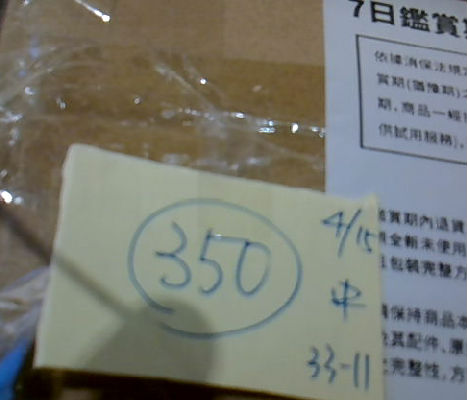 7日鑑賞
依據消保法規
賞期(猶豫期)
期,商品一經
供試用服務),
350
4/15
中
33-11
賞期內退貨
全新未使用
包裝完整方
保持商品本
其配件、原
完整性,方